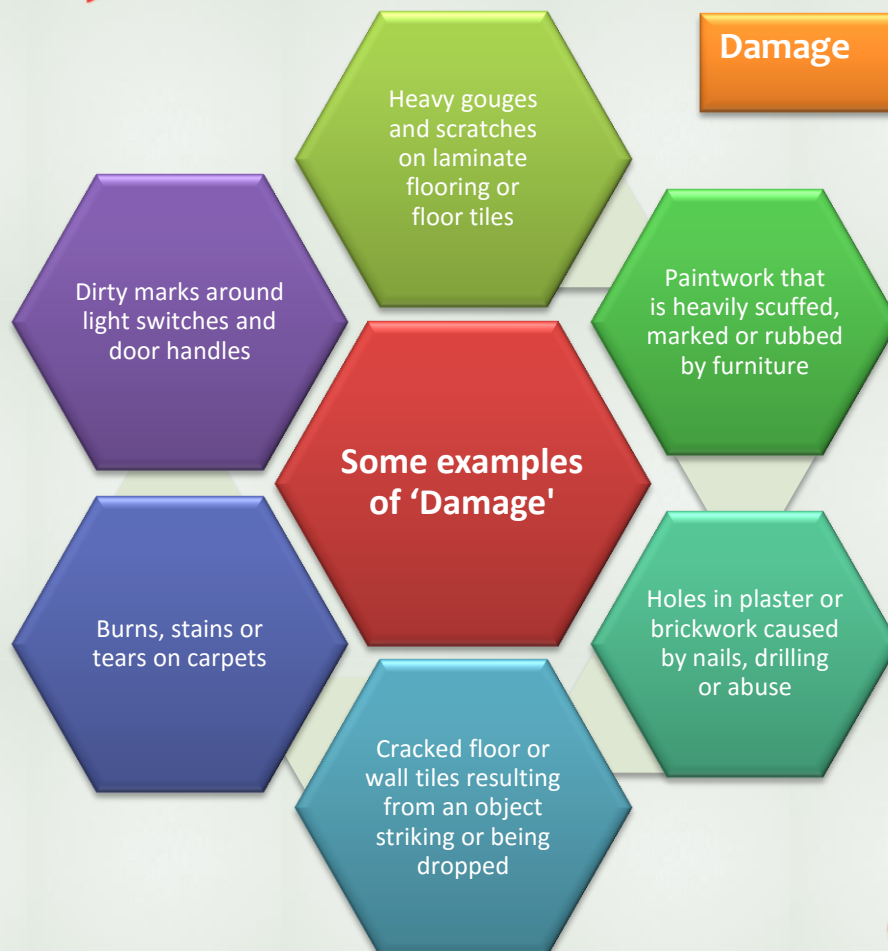 Damage
Heavy gouges
and scratches
on laminate
flooring or
floor tiles
Paintwork that
is heavily scuffed,
marked or rubbed
by furniture
Holes in plaster or
brickwork caused
by nails, drilling
or abuse
Cracked floor or
wall tiles resulting
from an object
striking or being
dropped
Burns, stains or
tears on carpets
Dirty marks around
light switches and
door handles
Some examples
of ‘Damage'